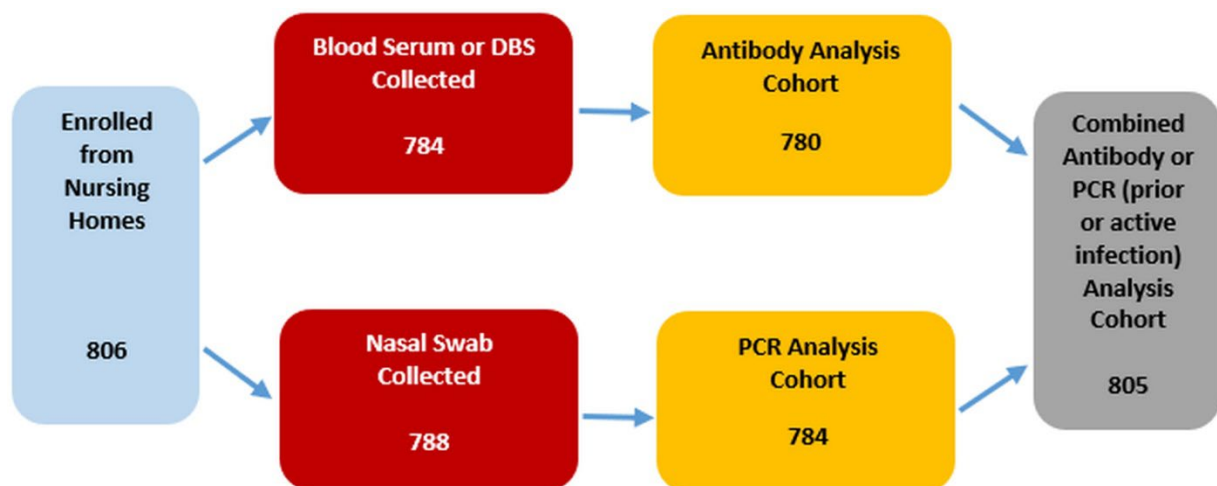 Enrolled
from
Nursing
Homes
806
Blood Serum or DBS
Collected
784
Antibody Analysis
Cohort
780
Nasal Swab
Collected
788
PCR Analysis
Cohort
784
Combined
Antibody or
PCR (prior
or active
infection)
Analysis
Cohort
805